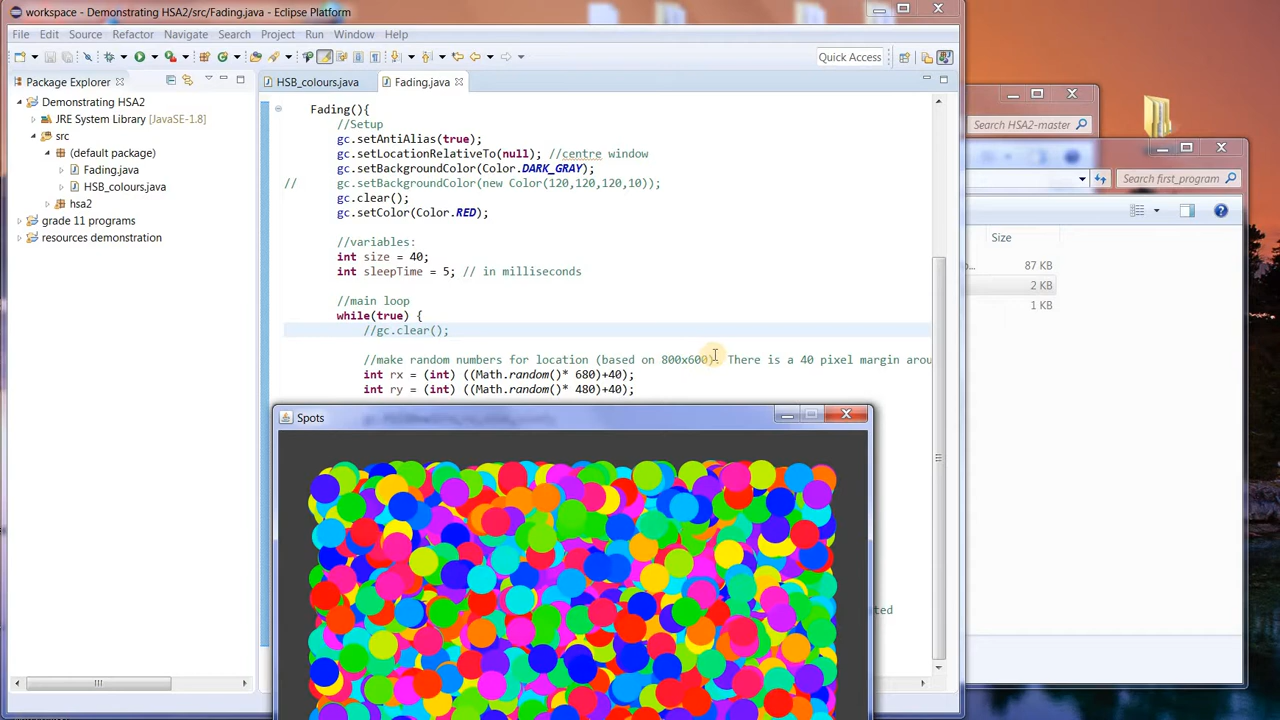 workspace - Demonstrating HSA2/src/Fading.java - Eclipse Platform
File Edit Source Refactor Navigate Search Project Run Window Help
Quick Access
Package Explorer
Demonstrating HSA2
JRE System Library [JavaSE-1.8]
src
(default package)
Fading.java
HSB_colours.java
hsa2
grade 11 programs
resources demonstration
HSB_colours.java
Fading.java
Fading(){
//Setup
gc.setAntiAlias(true);
gc.setLocationRelativeTo(null); //centre window
gc.setBackgroundColor(Color.DARK_GRAY);
// gc.setBackgroundColor(new Color(120,120,120,10));
gc.clear();
gc.setColor(Color.RED);
//variables:
int size = 40;
int sleepTime = 5; // in milliseconds
//main loop
while(true) {
//gc.clear();
//make random numbers for location (based on 800x600). There is a 40 pixel margin arou
int rx = (int) ((Math.random()* 680)+40);
int ry = (int) ((Math.random()* 480)+40);
Spots
Search HSA2-master
Search first_program
Size
87 KB
2 KB
1 KB